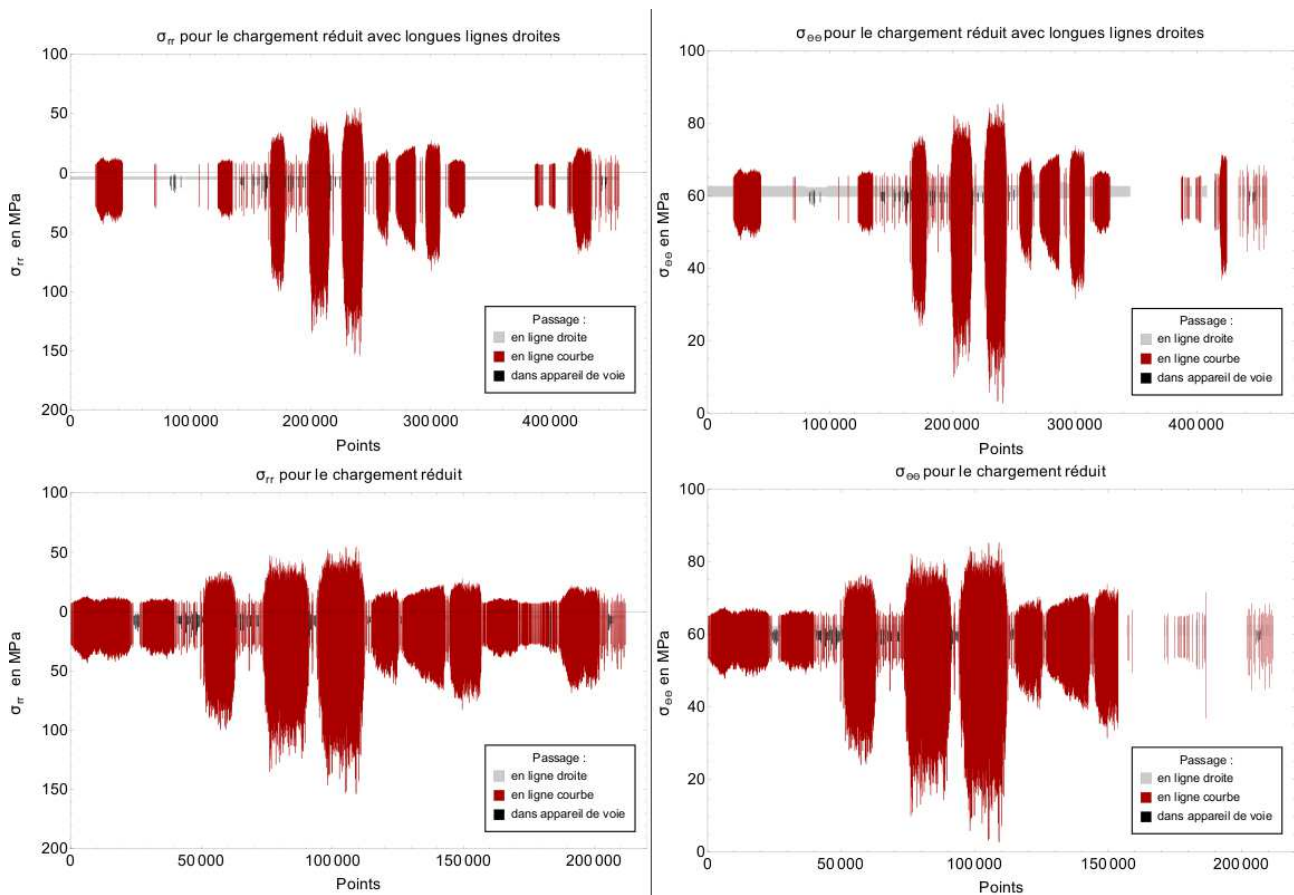 σrr pour le chargement réduit avec longues lignes droites
100
50
0
50
100
150
200
σrr en MPa
0
100 000
200 000
300 000
400 000
Points
Passage :
en ligne droite
en ligne courbe
dans appareil de voie
σθθ pour le chargement réduit avec longues lignes droites
100
80
60
40
20
0
σθθ en MPa
0
100 000
200 000
300 000
400 000
Points
Passage :
en ligne droite
en ligne courbe
dans appareil de voie
σrr pour le chargement réduit
100
50
0
50
100
150
200
σrr en MPa
0
50 000
100 000
150 000
200 000
Points
Passage :
en ligne droite
en ligne courbe
dans appareil de voie
σθθ pour le chargement réduit
100
80
60
40
20
0
σθθ en MPa
0
50 000
100 000
150 000
200 000
Points
Passage :
en ligne droite
en ligne courbe
dans appareil de voie